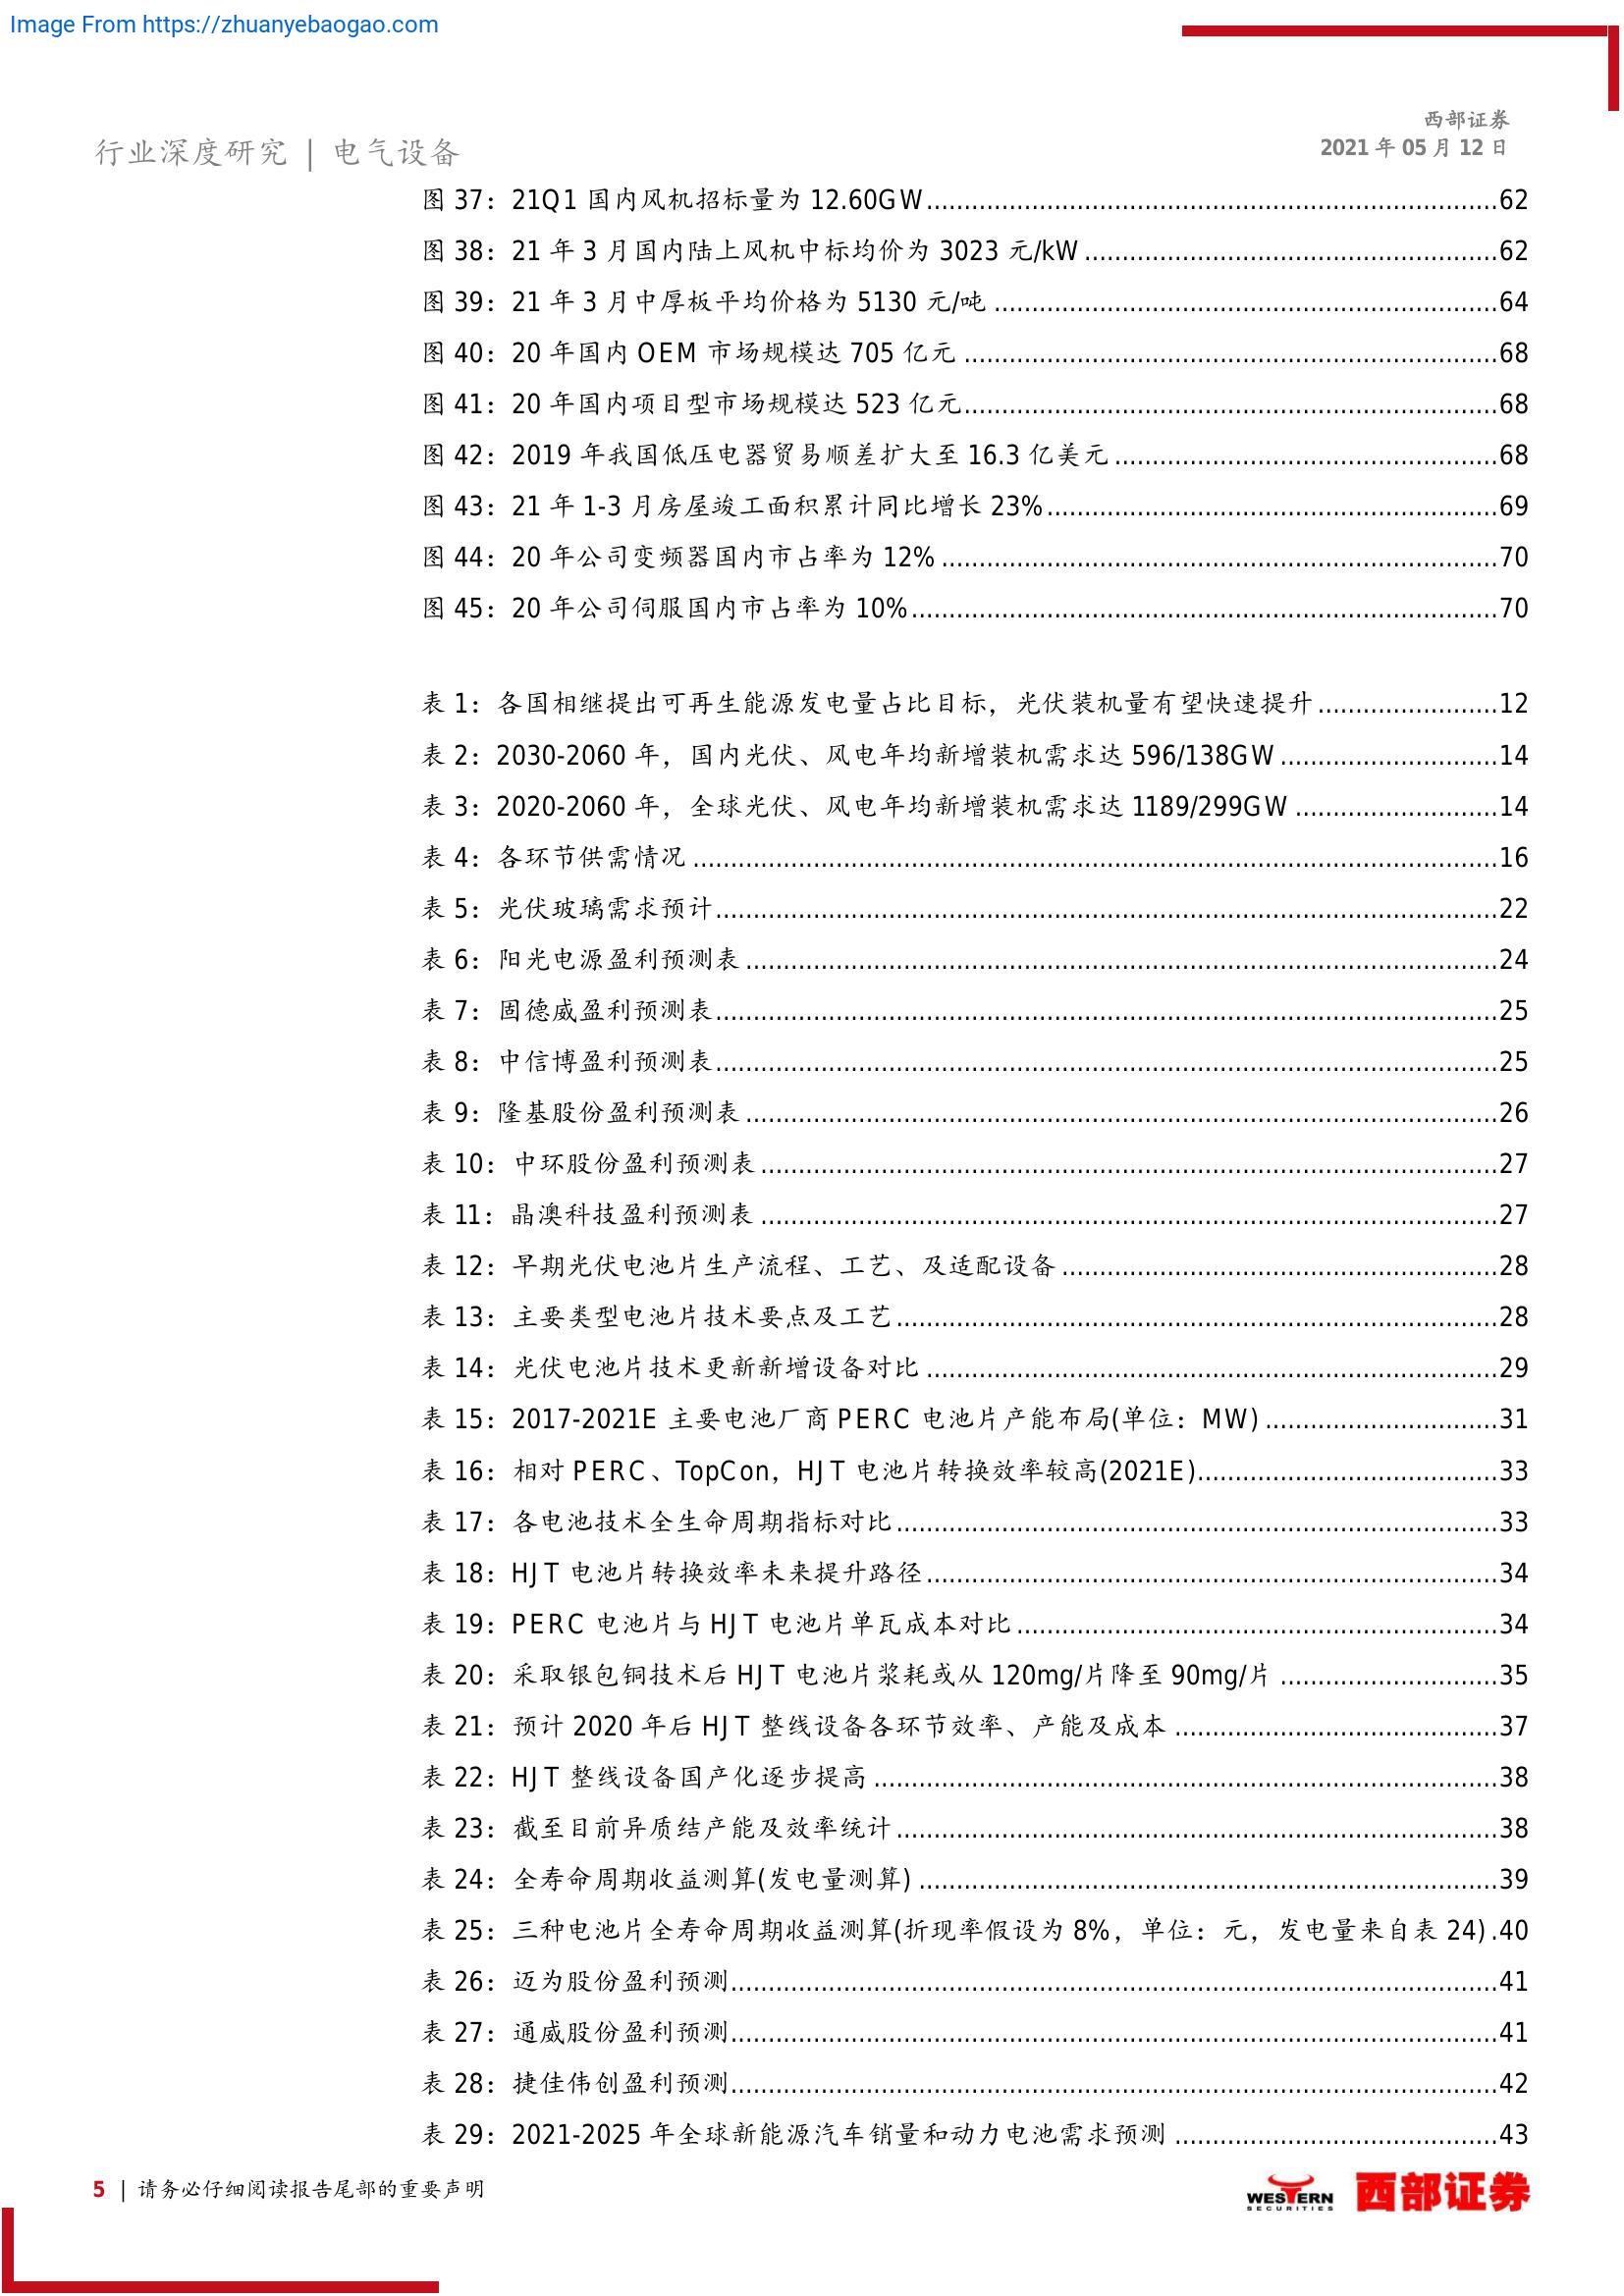 Image From https://zhuanyebaogao.com
西部证券
行业深度研究 | 电气设备
2021 年 05 月 12 日
图 37：21Q1 国内风机招标量为 12.60GW............62
图 38：21 年 3 月国内陆上风机中标均价为 3023 元/kW............62
图 39：21 年 3 月中厚板平均价格为 5130 元/吨............64
图 40：20 年国内 OEM 市场规模达 705 亿元............68
图 41：20 年国内项目型市场规模达 523 亿元............68
图 42：2019 年我国低压电器贸易顺差扩大至 16.3 亿美元............68
图 43：21 年 1-3 月房屋竣工面积累计同比增长 23%............69
图 44：20 年公司变频器国内市占率为 12%............70
图 45：20 年公司伺服国内市占率为 10%............70
表 1：各国相继提出可再生能源发电量占比目标，光伏装机量有望快速提升............12
表 2：2030-2060 年，国内光伏、风电年均新增装机需求达 596/138GW............14
表 3：2020-2060 年，全球光伏、风电年均新增装机需求达 1189/299GW............14
表 4：各环节供需情况............16
表 5：光伏玻璃需求预计............22
表 6：阳光电源盈利预测表............24
表 7：固德威盈利预测表............25
表 8：中信博盈利预测表............25
表 9：隆基股份盈利预测表............26
表 10：中环股份盈利预测表............27
表 11：晶澳科技盈利预测表............27
表 12：早期光伏电池片生产流程、工艺、及适配设备............28
表 13：主要类型电池片技术要点及工艺............28
表 14：光伏电池片技术更新新增设备对比............29
表 15：2017-2021E 主要电池厂商 PERC 电池片产能布局(单位：MW)............31
表 16：相对 PERC、TopCon，HJT 电池片转换效率较高(2021E)............33
表 17：各电池技术全生命周期指标对比............33
表 18：HJT 电池片转换效率未来提升路径............34
表 19：PERC 电池片与 HJT 电池片单瓦成本对比............34
表 20：采取银包铜技术后 HJT 电池片浆耗或从 120mg/片降至 90mg/片............35
表 21：预计 2020 年后 HJT 整线设备各环节效率、产能及成本............37
表 22：HJT 整线设备国产化逐步提高............38
表 23：截至目前异质结产能及效率统计............38
表 24：全寿命周期收益测算(发电量测算)............39
表 25：三种电池片全寿命周期收益测算(折现率假设为 8%，单位：元，发电量来自表 24).40
表 26：迈为股份盈利预测............41
表 27：通威股份盈利预测............41
表 28：捷佳伟创盈利预测............42
表 29：2021-2025 年全球新能源汽车销量和动力电池需求预测............43
5 | 请务必仔细阅读报告尾部的重要声明
WESTERN
SECURITIES
西部证券